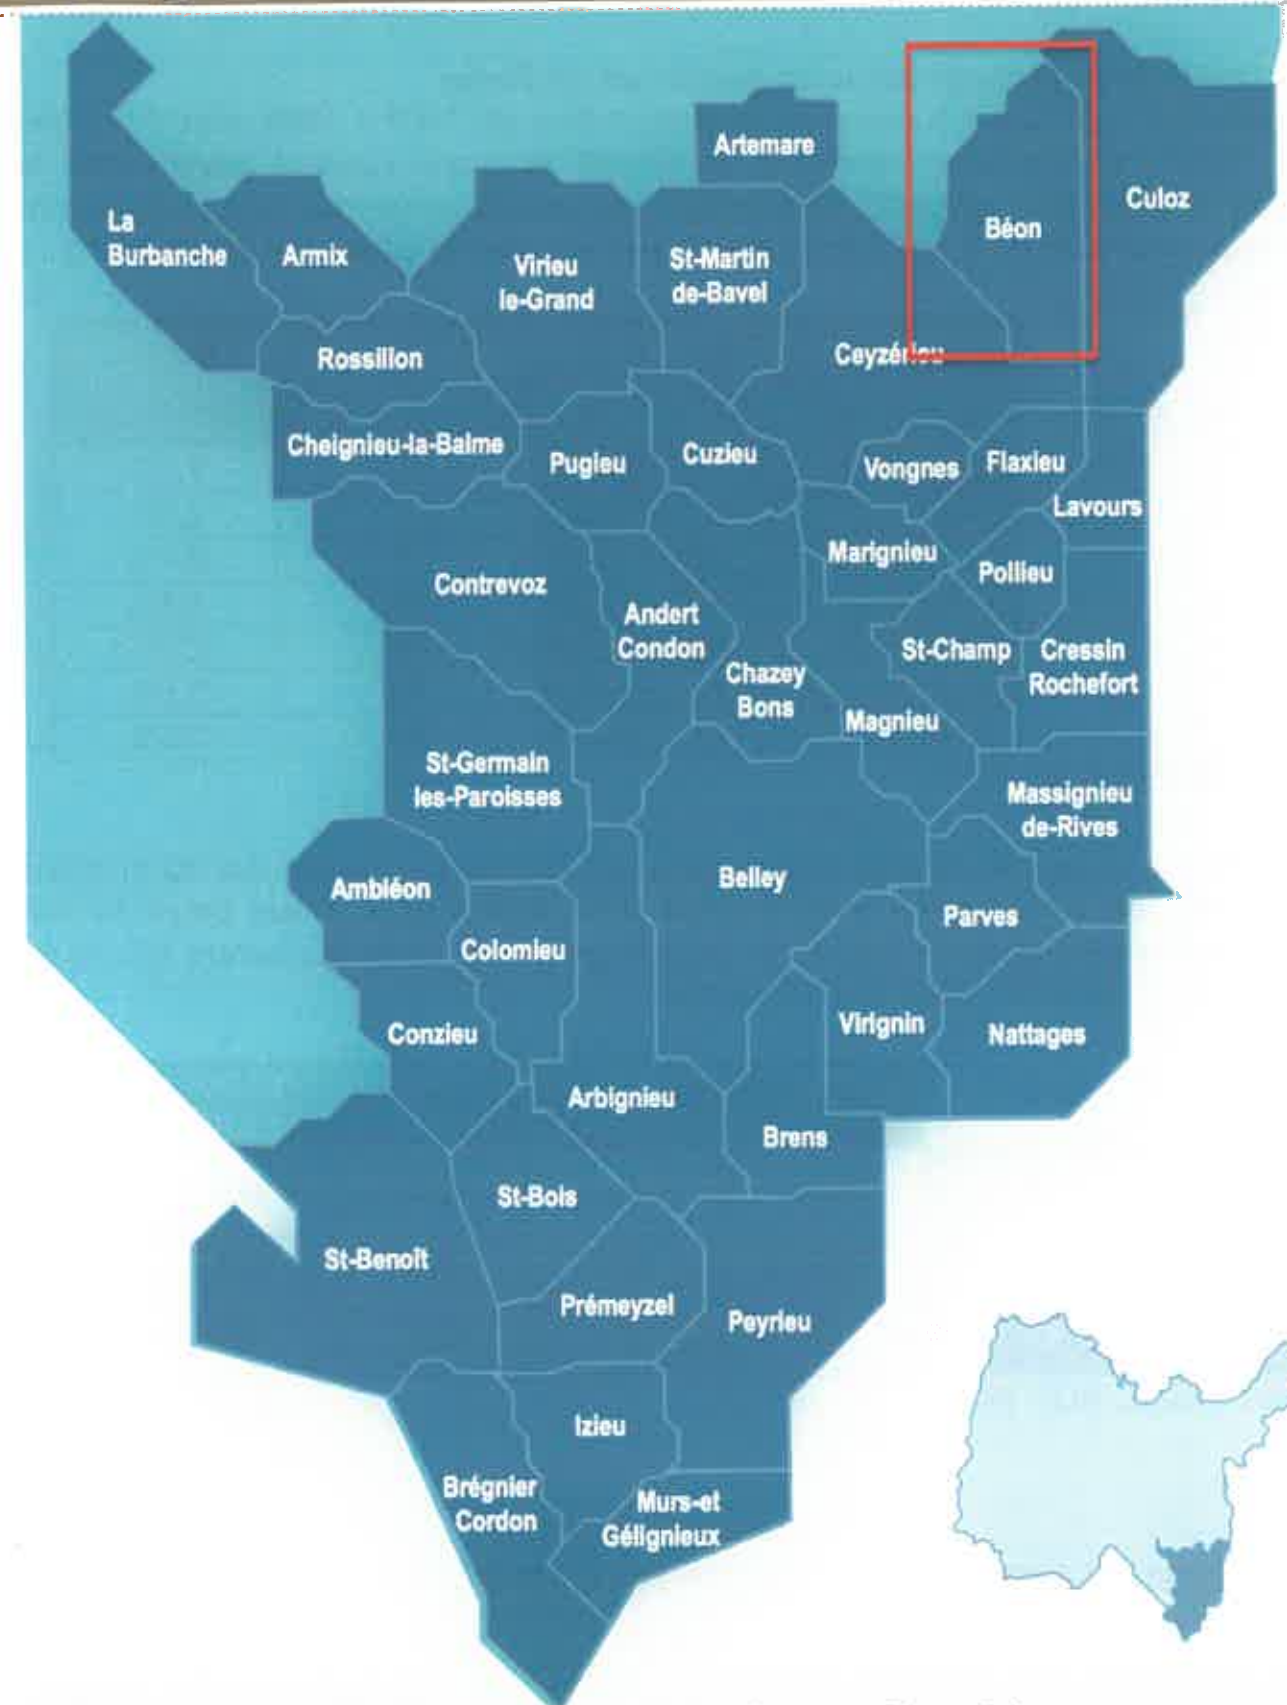 Artemare
Culoz
La
Burbanche
Armix
Béon
Virieu
le-Grand
St-Martin
de-Bavel
Rossillon
Ceyzérieu
Cheignieu-la-Balme
Pugieu
Cuzieu
Vongnes
Flaxieu
Lavours
Marignieu
Pollieu
Contrevoz
Andert
Condon
St-Champ
Cressin
Rochefort
Chazey
Bons
Magnieu
St-Germain
les-Paroisses
Massignieu
de-Rives
Ambléon
Belley
Parves
Colomieu
Conzieu
Virignin
Nattages
Arbignieu
Brens
St-Bois
St-Benoît
Prémeyzel
Peyrieu
Izieu
Brégnier
Cordon
Murs-et
Gélignieux